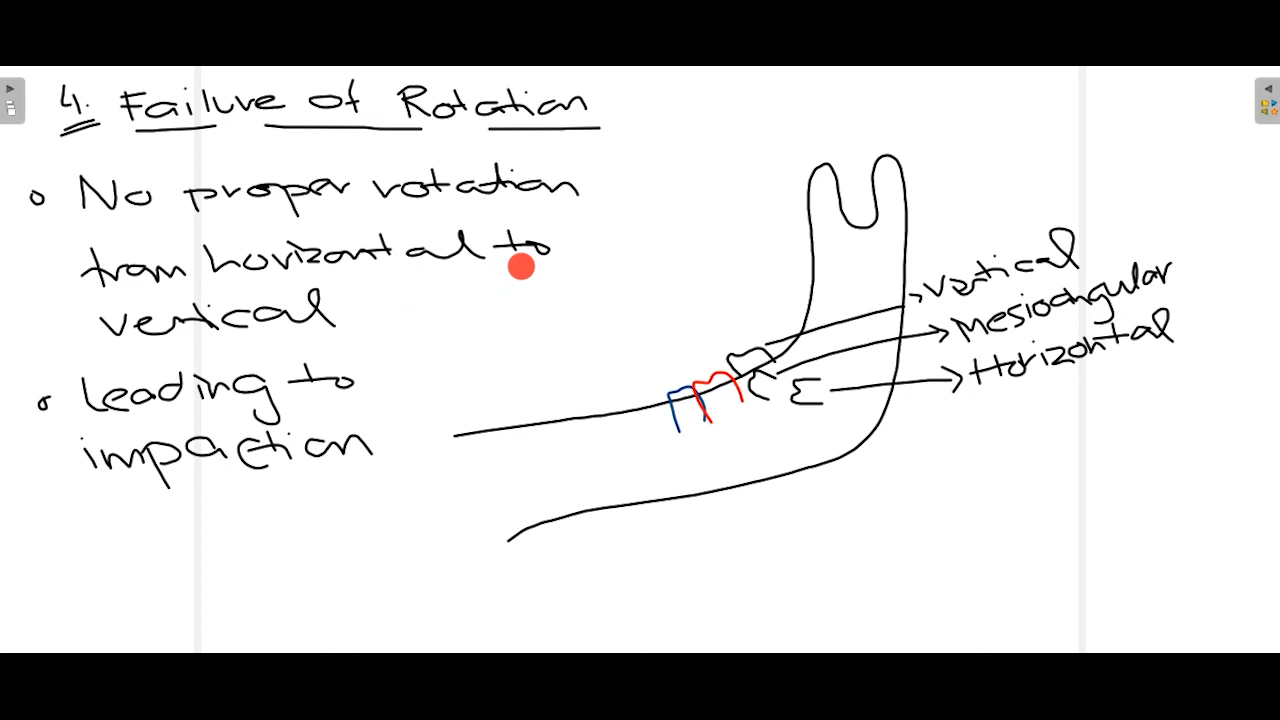 4. Failure of Rotation
No proper rotation
from horizontal to
vertical
Leading to
impaction
vertical
Mesioangular
Horizontal